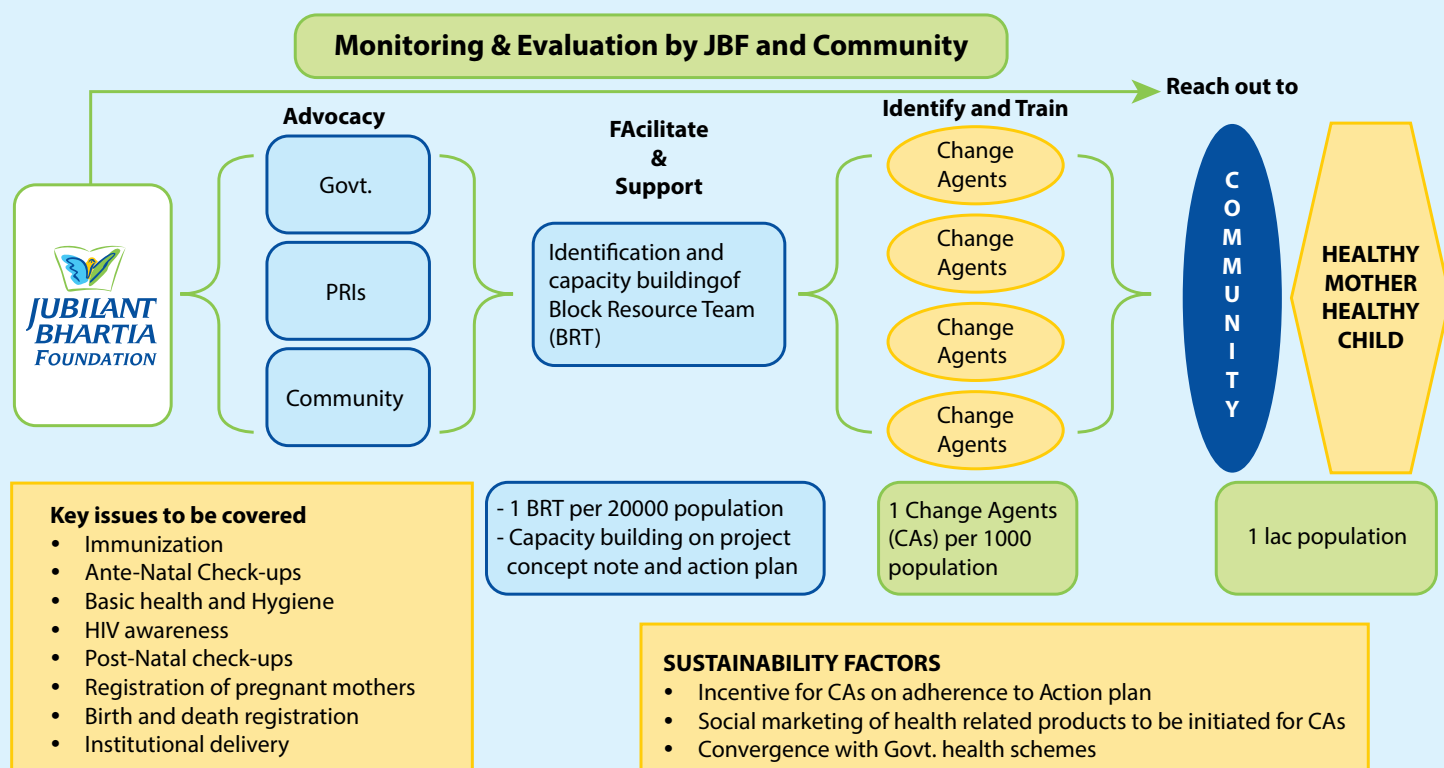 Monitoring & Evaluation by JBF and Community
Reach out to
Advocacy
Govt.
PRIs
Community
FAcilitate
&
Support
Identification and
capacity buildingof
Block Resource Team
(BRT)
Identify and Train
Change
Agents
Change
Agents
Change
Agents
Change
Agents
C
O
M
M
U
N
I
T
Y
HEALTHY
MOTHER
HEALTHY
CHILD
JUBILANT
BHARTIA
FOUNDATION
Key issues to be covered
• Immunization
• Ante-Natal Check-ups
• Basic health and Hygiene
• HIV awareness
• Post-Natal check-ups
• Registration of pregnant mothers
• Birth and death registration
• Institutional delivery
- 1 BRT per 20000 population
- Capacity building on project
concept note and action plan
1 Change Agents
(CAs) per 1000
population
1 lac population
SUSTAINABILITY FACTORS
• Incentive for CAs on adherence to Action plan
• Social marketing of health related products to be initiated for CAs
• Convergence with Govt. health schemes